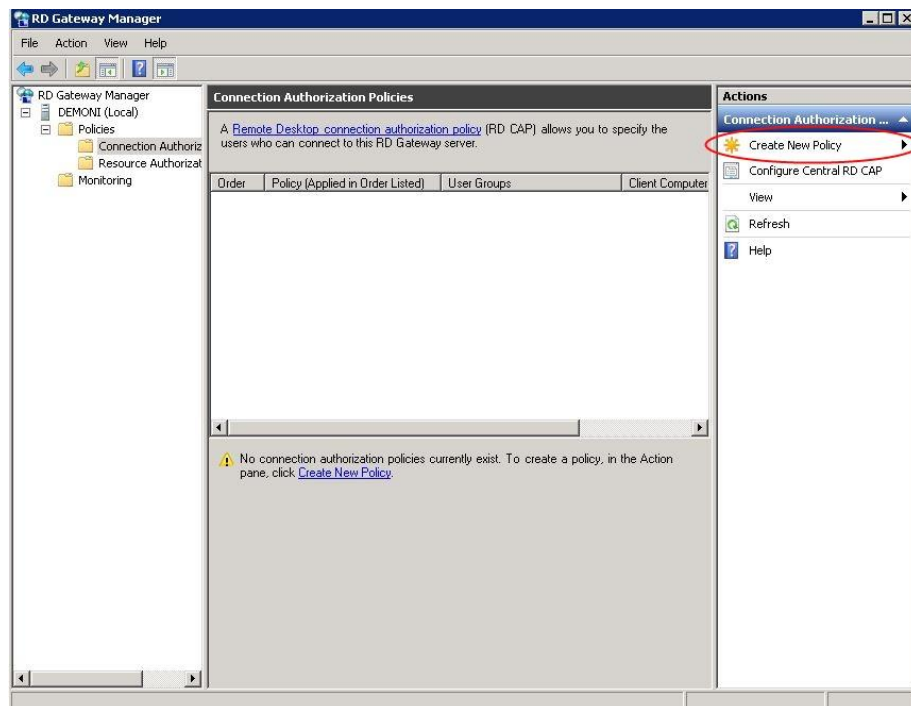 RD Gateway Manager
File Action View Help
RD Gateway Manager
DEMONI (Local)
Policies
Connection Authoriz
Resource Authorizat
Monitoring
Connection Authorization Policies
A Remote Desktop connection authorization policy (RD CAP) allows you to specify the
users who can connect to this RD Gateway server.
Order Policy (Applied in Order Listed) User Groups Client Computer
No connection authorization policies currently exist. To create a policy, in the Action
pane, click Create New Policy.
Actions
Connection Authorization ...
Create New Policy
Configure Central RD CAP
View
Refresh
Help